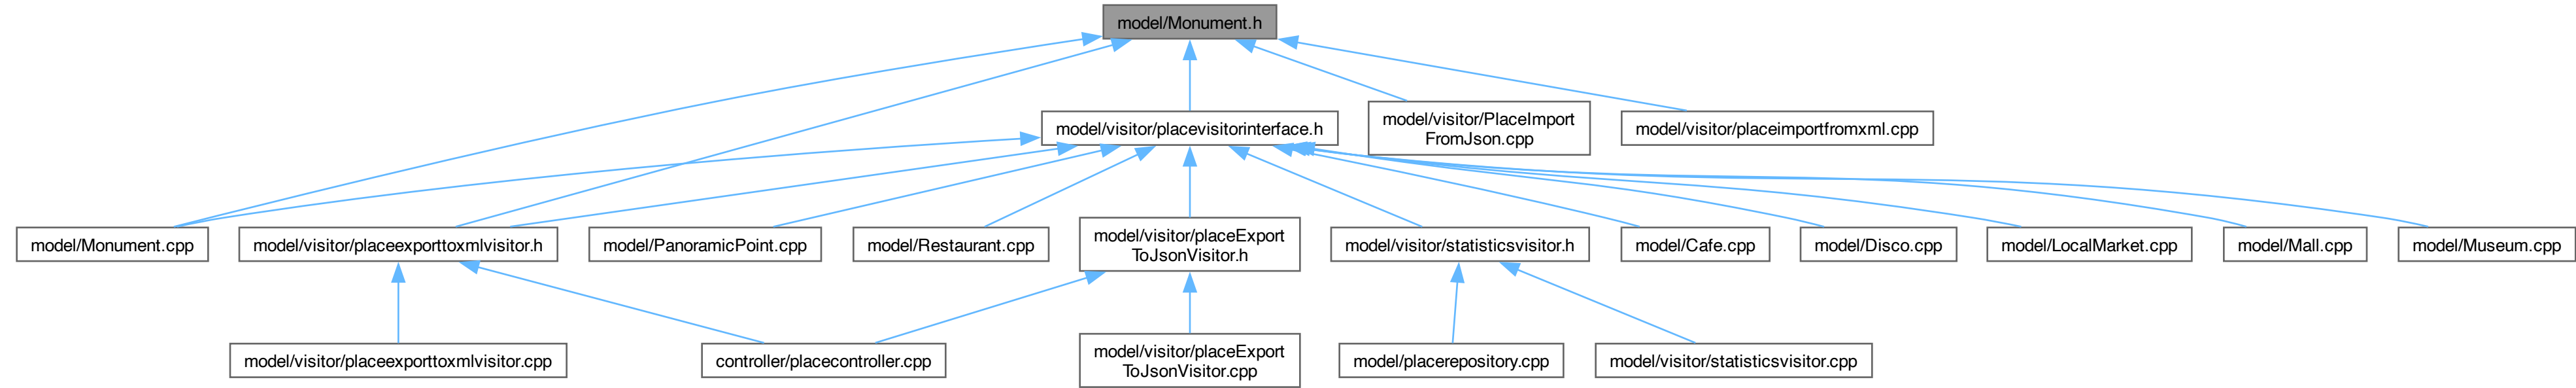 model/Monument.h
model/visitor/placevisitorinterface.h
model/visitor/PlaceImport
FromJson.cpp
model/visitor/placeimportfromxml.cpp
model/Monument.cpp
model/visitor/placeexporttoxmlvisitor.h
model/PanoramicPoint.cpp
model/Restaurant.cpp
model/visitor/placeExport
ToJsonVisitor.h
model/visitor/statisticsvisitor.h
model/Cafe.cpp
model/Disco.cpp
model/LocalMarket.cpp
model/Mall.cpp
model/Museum.cpp
model/visitor/placeexporttoxmlvisitor.cpp
controller/placecontroller.cpp
model/visitor/placeExport
ToJsonVisitor.cpp
model/placerepository.cpp
model/visitor/statisticsvisitor.cpp